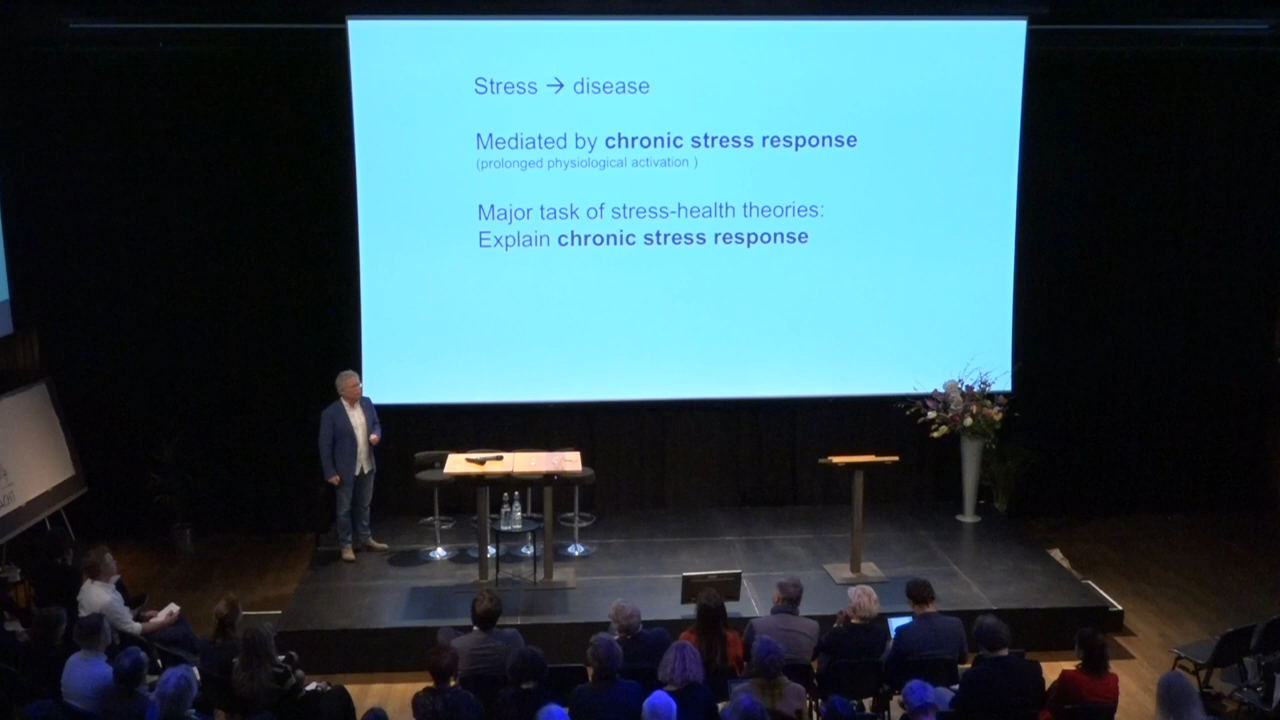 Stress → disease
Mediated by chronic stress response
(prolonged physiological activation )
Major task of stress-health theories:
Explain chronic stress response